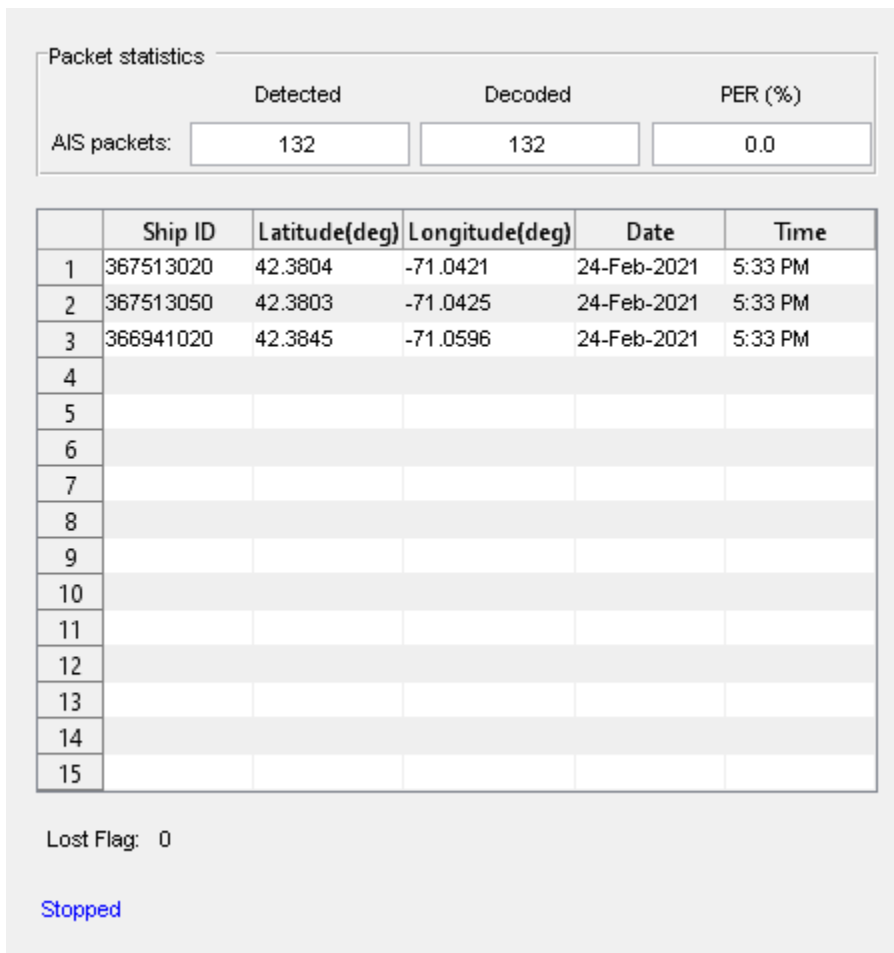 Packet statistics
Detected Decoded PER (%)
AIS packets: 132 132 0.0
Ship ID Latitude(deg) Longitude(deg) Date Time
1 367513020 42.3804 -71.0421 24-Feb-2021 5:33 PM
2 367513050 42.3803 -71.0425 24-Feb-2021 5:33 PM
3 366941020 42.3845 -71.0596 24-Feb-2021 5:33 PM
4
5
6
7
8
9
10
11
12
13
14
15
Lost Flag: 0
Stopped